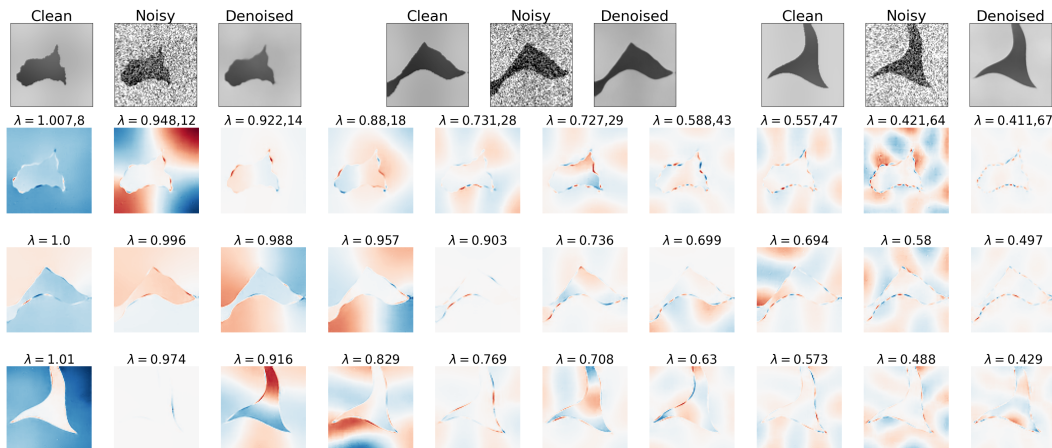 Clean Noisy Denoised Clean Noisy Denoised Clean Noisy Denoised
λ = 1.007,8 λ = 0.948,12 λ = 0.922,14 λ = 0.88,18 λ = 0.731,28 λ = 0.727,29 λ = 0.588,43 λ = 0.557,47 λ = 0.421,64 λ = 0.411,67
λ = 1.0 λ = 0.996 λ = 0.988 λ = 0.957 λ = 0.903 λ = 0.736 λ = 0.699 λ = 0.694 λ = 0.58 λ = 0.497
λ = 1.01 λ = 0.974 λ = 0.916 λ = 0.829 λ = 0.769 λ = 0.708 λ = 0.63 λ = 0.573 λ = 0.488 λ = 0.429